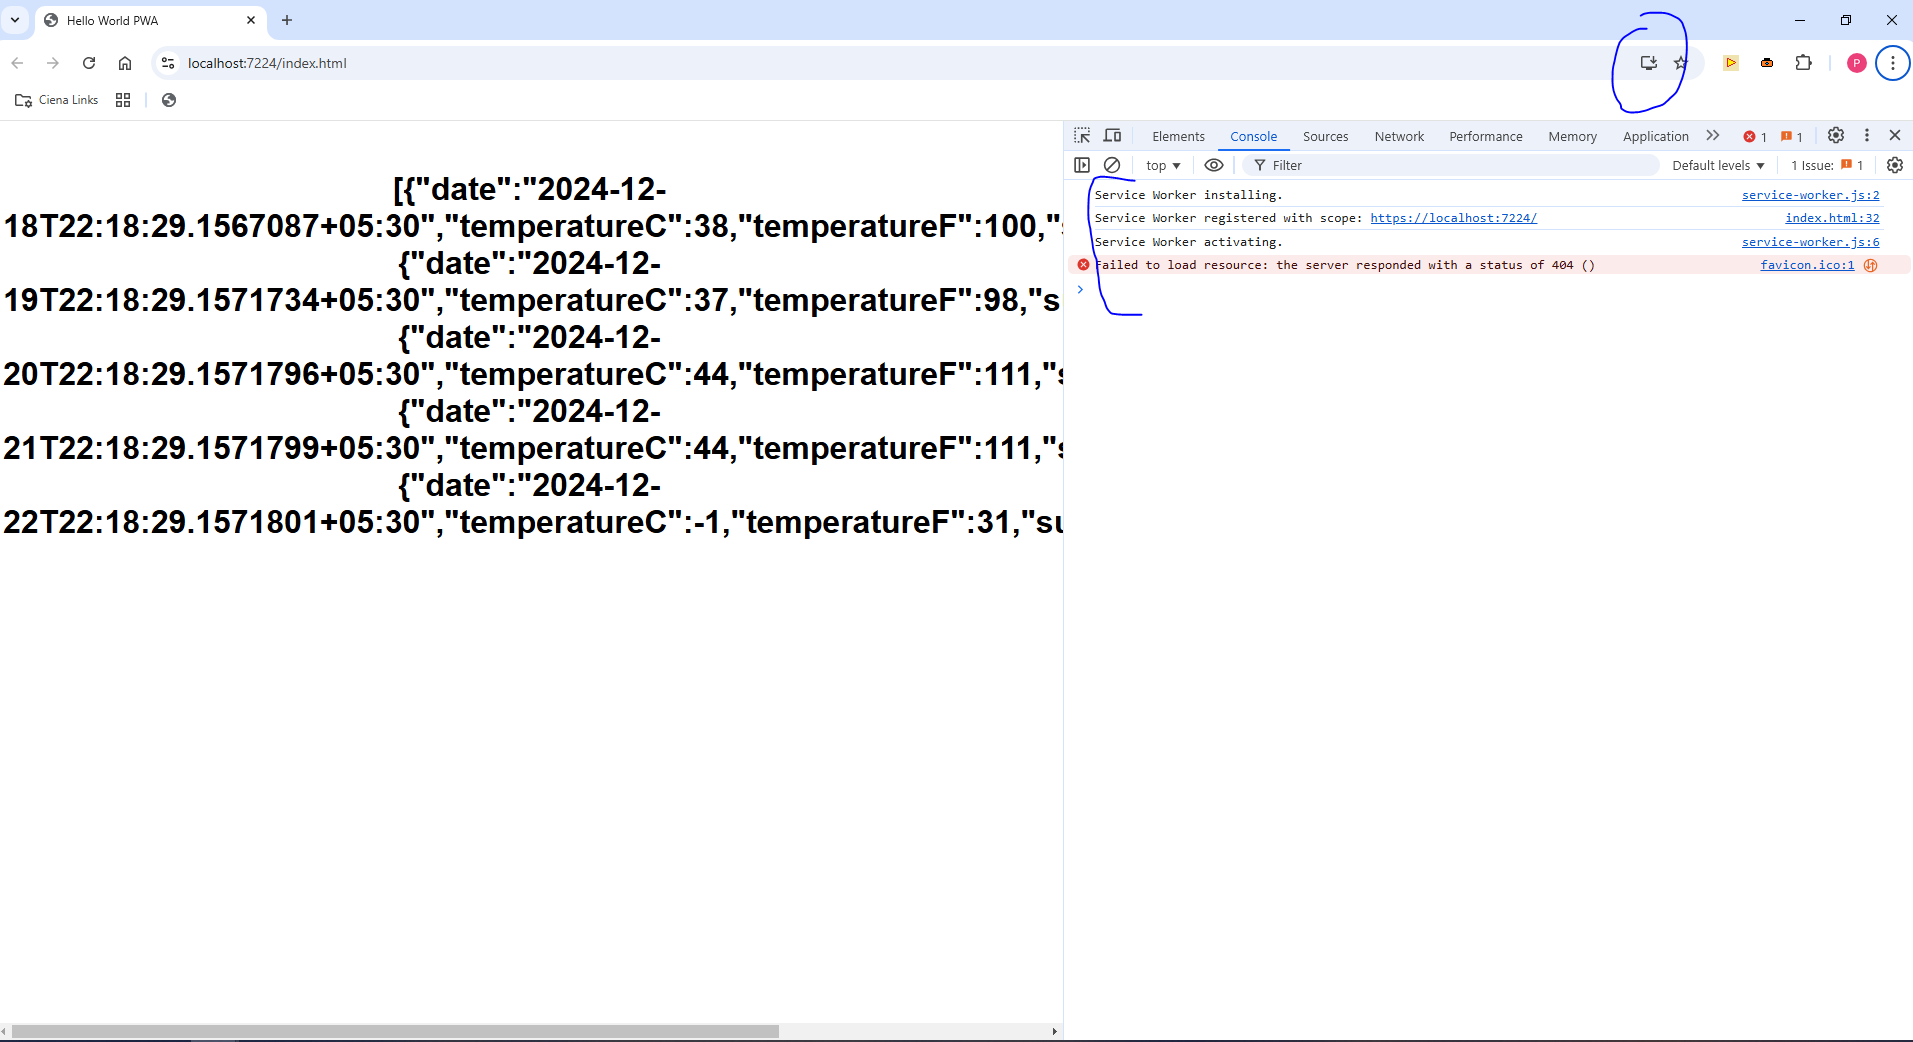 Hello World PWA
localhost:7224/index.html
P
Ciena Links
Elements Console Sources Network Performance Memory Application 1 1
top Filter Default levels 1 Issue: 1
[{"date":"2024-12-
18T22:18:29.1567087+05:30","temperatureC":38,"temperatureF":100,"
{"date":"2024-12-
19T22:18:29.1571734+05:30","temperatureC":37,"temperatureF":98,"su
{"date":"2024-12-
20T22:18:29.1571796+05:30","temperatureC":44,"temperatureF":111,"
{"date":"2024-12-
21T22:18:29.1571799+05:30","temperatureC":44,"temperatureF":111,"
{"date":"2024-12-
22T22:18:29.1571801+05:30","temperatureC":-1,"temperatureF":31,"su
Service Worker installing. service-worker.js:2
Service Worker registered with scope: https://localhost:7224/ index.html:32
Service Worker activating. service-worker.js:6
Failed to load resource: the server responded with a status of 404 () favicon.ico:1